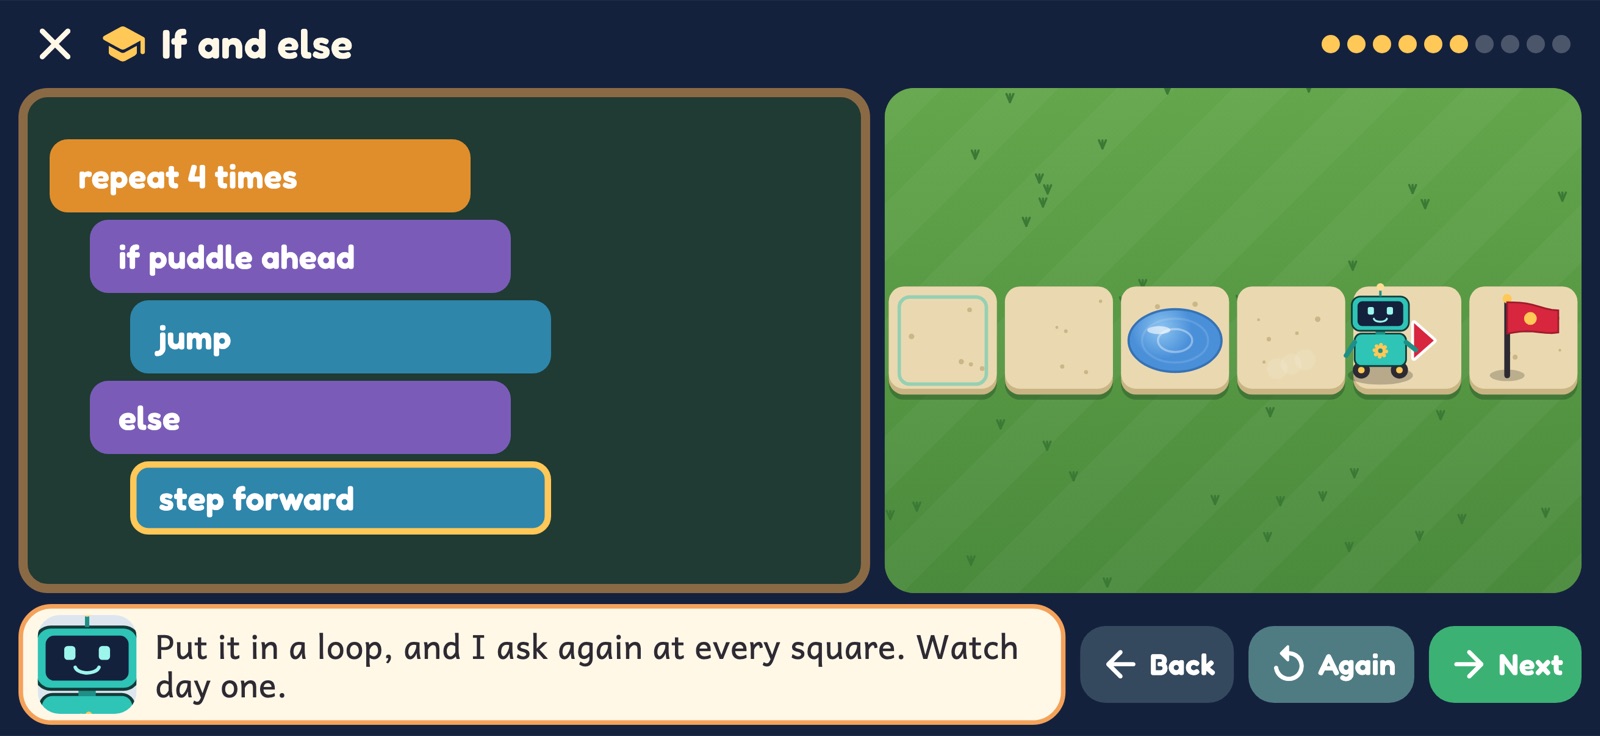 If and else
repeat 4 times
if puddle ahead
jump
else
step forward
Put it in a loop, and I ask again at every square. Watch
day one.
Back
Again
Next